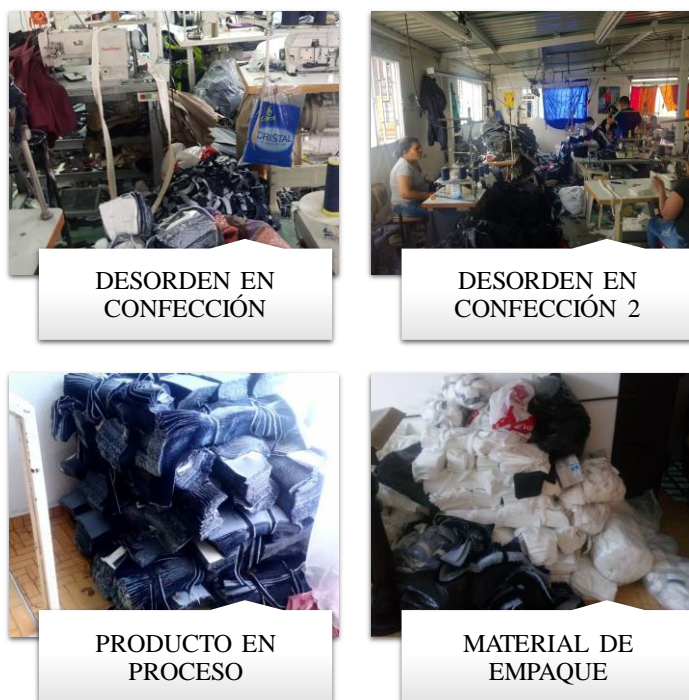 CRISTAL
DESORDEN EN
CONFECCIÓN
DESORDEN EN
CONFECCIÓN 2
PRODUCTO EN
PROCESO
MATERIAL DE
EMPAQUE